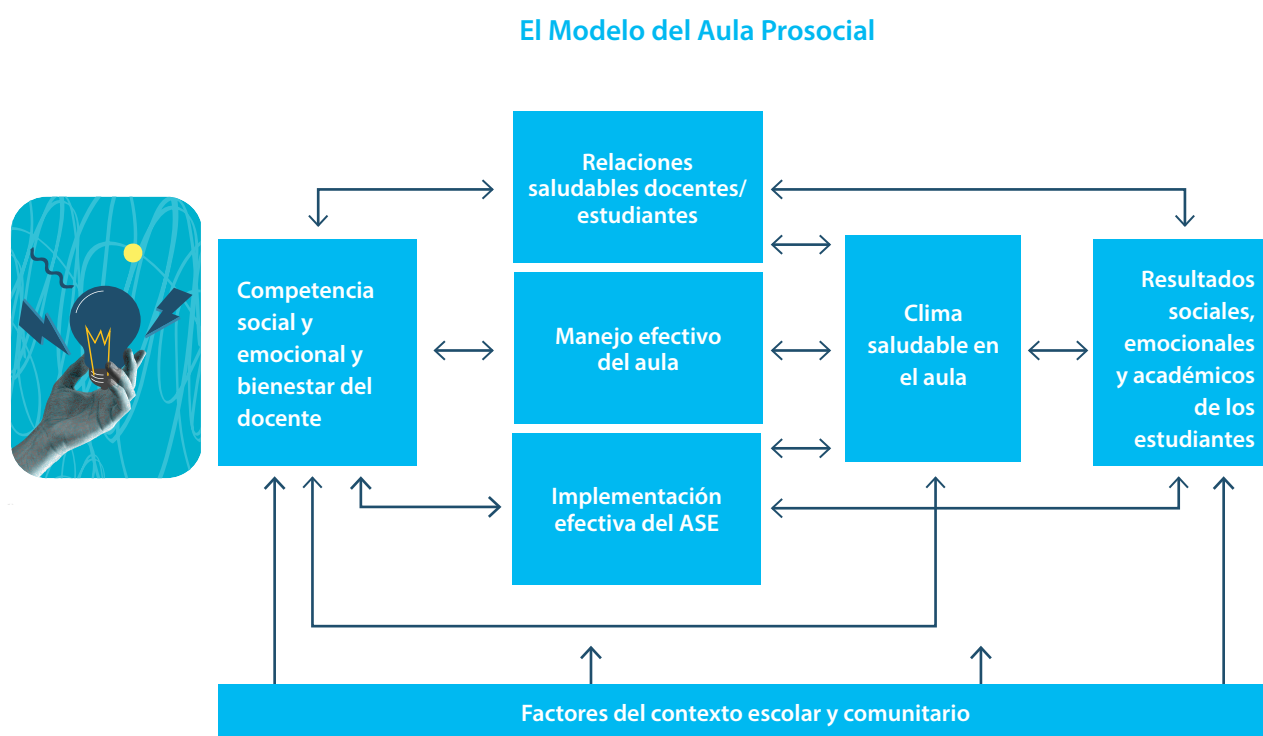 El Modelo del Aula Prosocial
Relaciones
saludables docentes/
estudiantes
Competencia
social y
emocional y
bienestar del
docente
Manejo efectivo
del aula
Implementación
efectiva del ASE
Clima
saludable en
el aula
Resultados
sociales,
emocionales
y académicos
de los
estudiantes
Factores del contexto escolar y comunitario